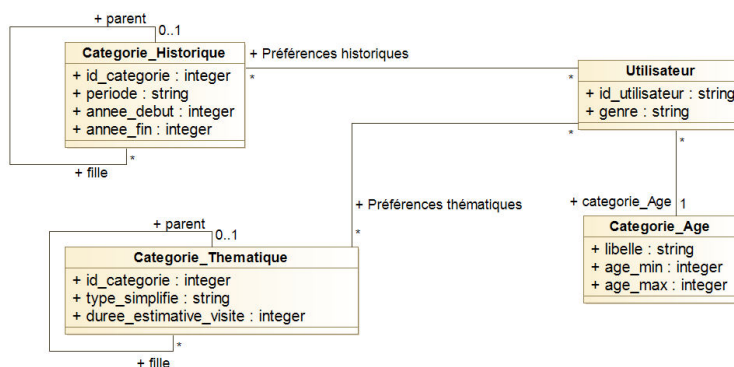 + parent
0..1
Categorie_Historique
+ id_categorie : integer
+ periode : string
+ annee_debut : integer
+ annee_fin : integer
*
+ fille
+ Préférences historiques
*
*
Utilisateur
+ id_utilisateur : string
+ genre : string
*
*
+ Préférences thématiques
*
+ categorie_Age
1
Categorie_Age
+ libelle : string
+ age_min : integer
+ age_max : integer
+ parent
0..1
Categorie_Thematique
+ id_categorie : integer
+ type_simplifie : string
+ duree_estimative_visite : integer
*
+ fille